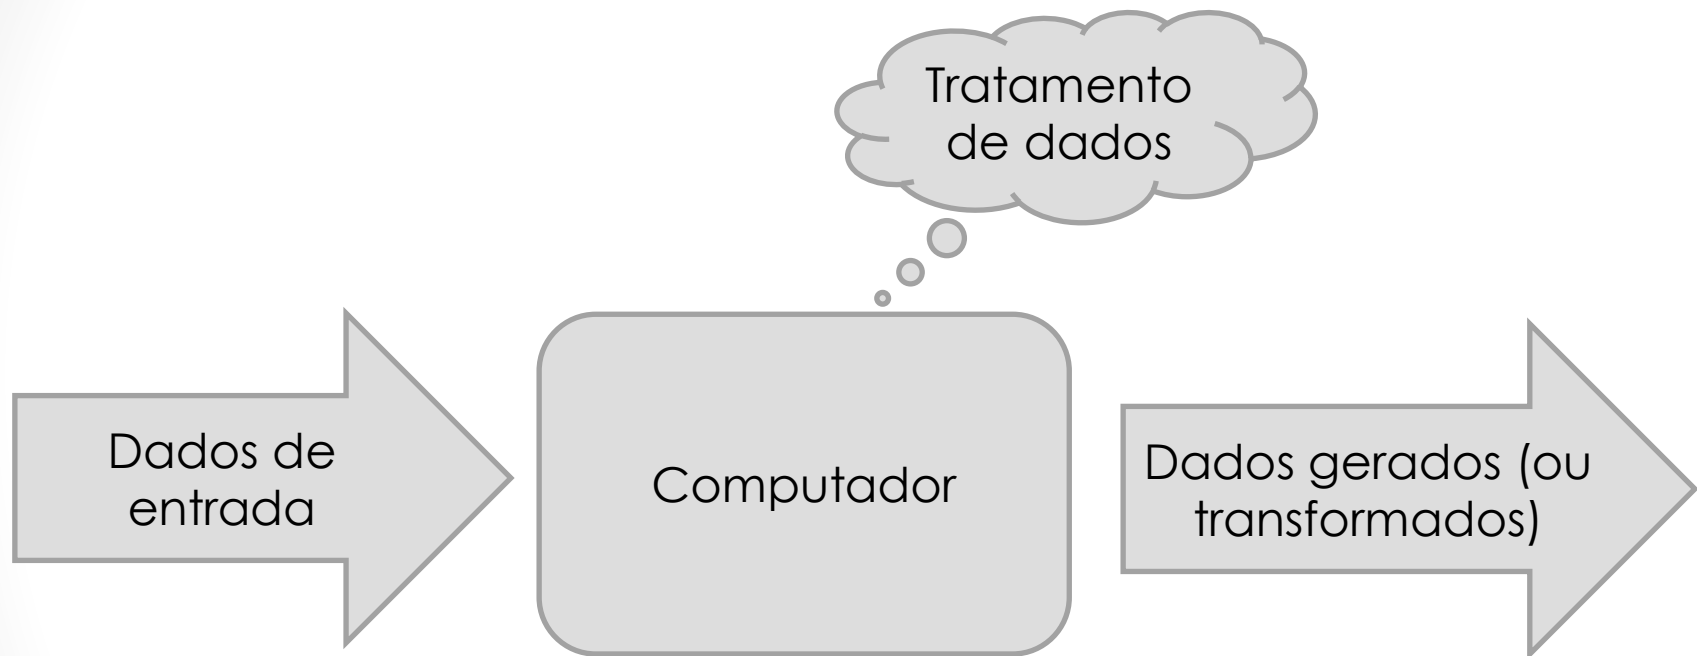 Tratamento
de dados
Dados de
entrada
Computador
Dados gerados (ou
transformados)